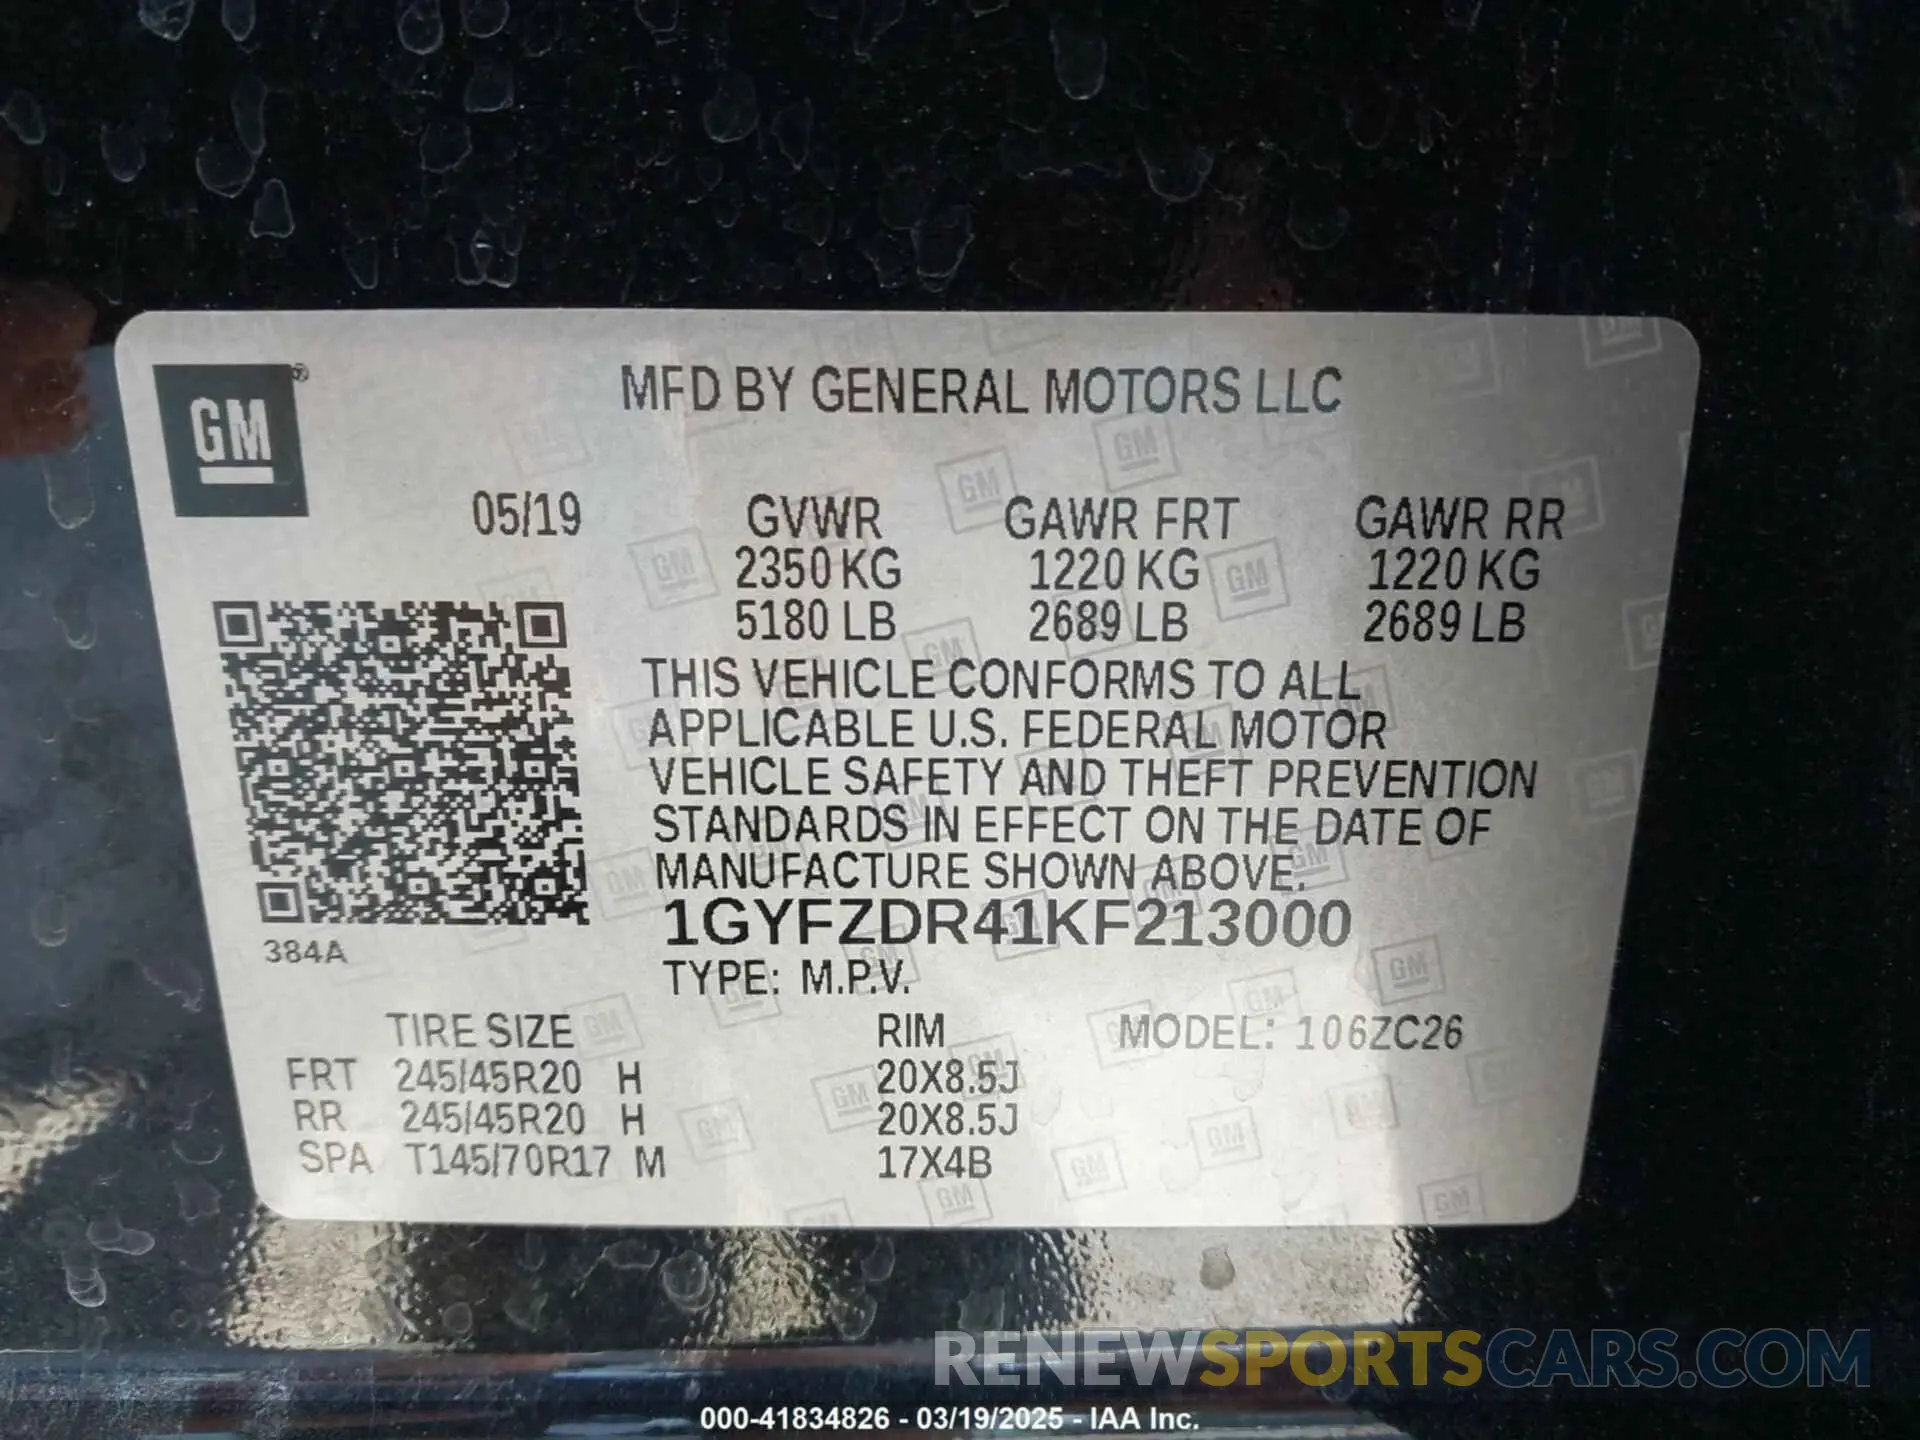 GM ®
MFD BY GENERAL MOTORS LLC
05/19 GVWR GAWR FRT GAWR RR
2350 KG 1220 KG 1220 KG
5180 LB 2689 LB 2689 LB
THIS VEHICLE CONFORMS TO ALL
APPLICABLE U.S. FEDERAL MOTOR
VEHICLE SAFETY AND THEFT PREVENTION
STANDARDS IN EFFECT ON THE DATE OF
MANUFACTURE SHOWN ABOVE.
1GYFZDR41KF213000
384A
TYPE: M.P.V.
TIRE SIZE RIM MODEL: 106ZC26
FRT 245/45R20 H 20X8.5J
RR 245/45R20 H 20X8.5J
SPA T145/70R17 M 17X4B
RENEWSPORTSCARS.COM
000-41834826 - 03/19/2025 - IAA Inc.